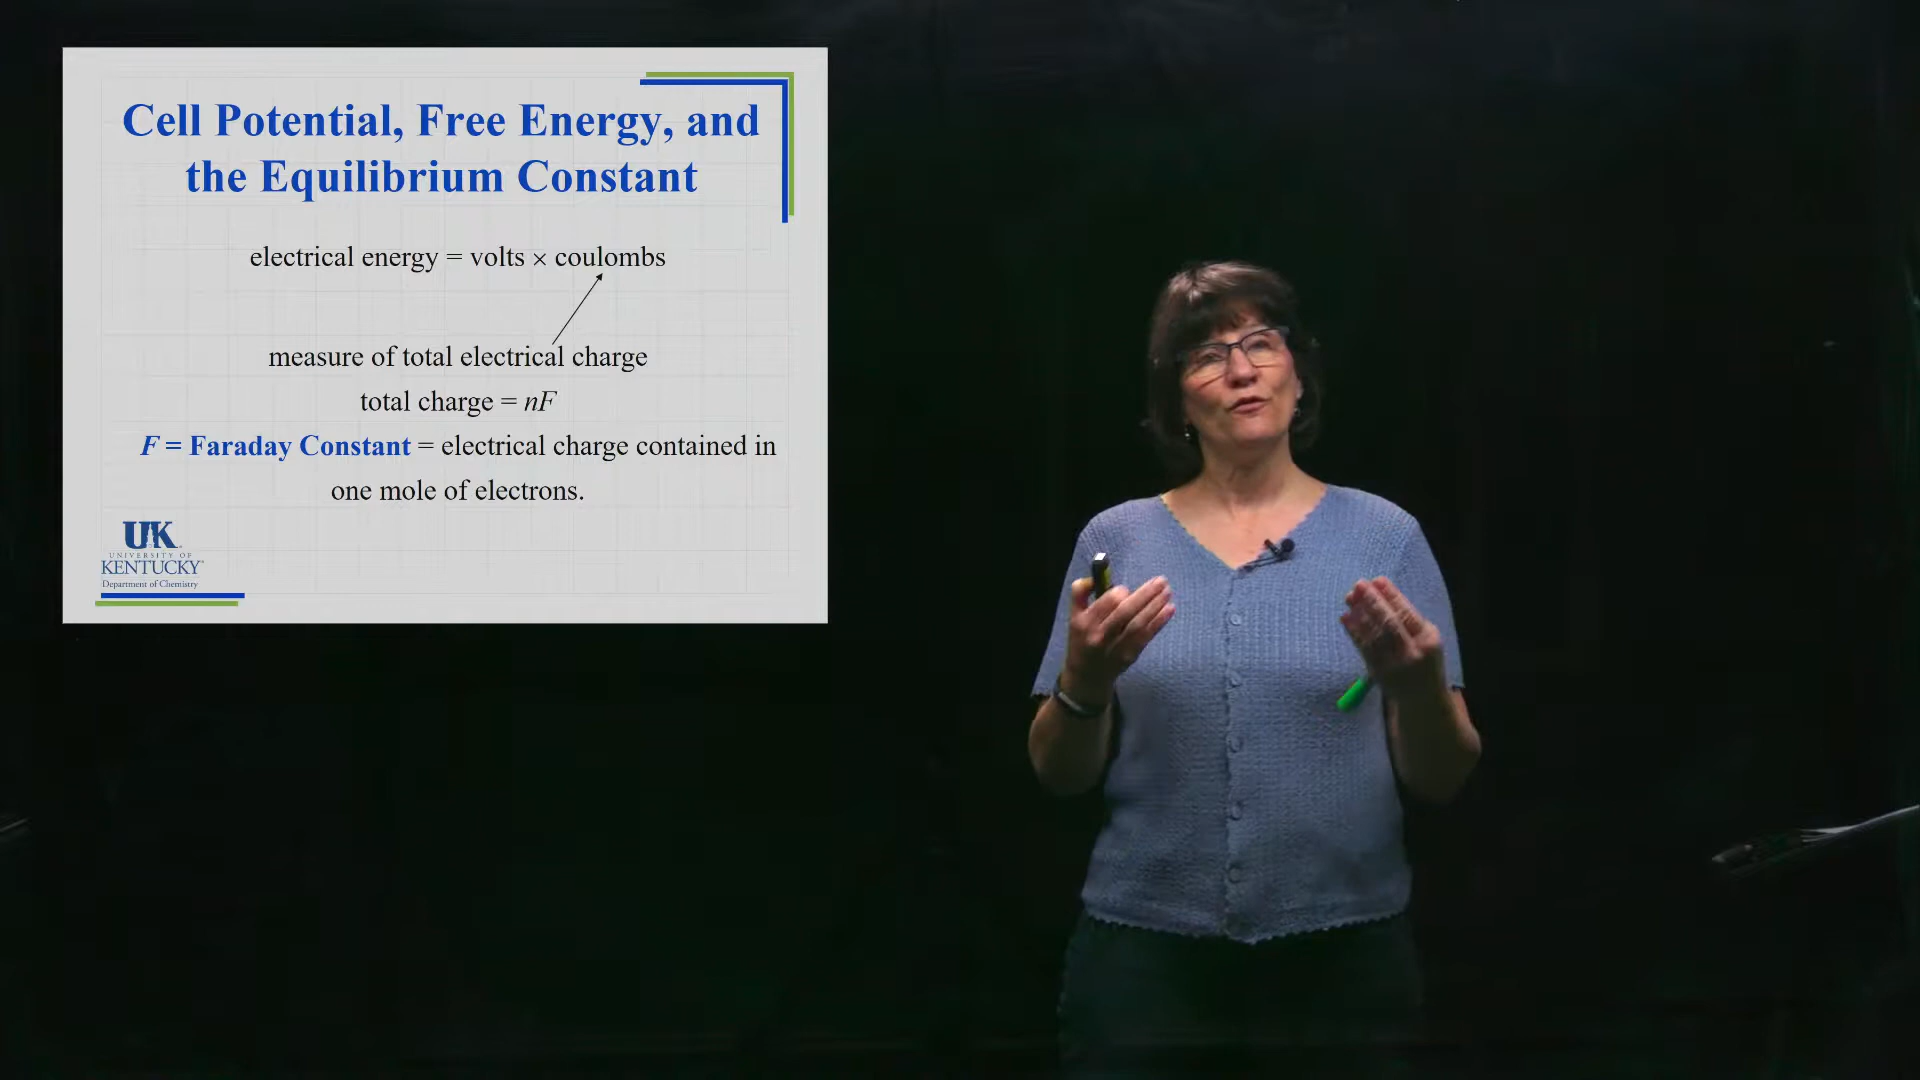 Cell Potential, Free Energy, and
the Equilibrium Constant
electrical energy = volts × coulombs
measure of total electrical charge
total charge = nF
F = Faraday Constant = electrical charge contained in
one mole of electrons.
UK
UNIVERSITY OF
KENTUCKY
Department of Chemistry